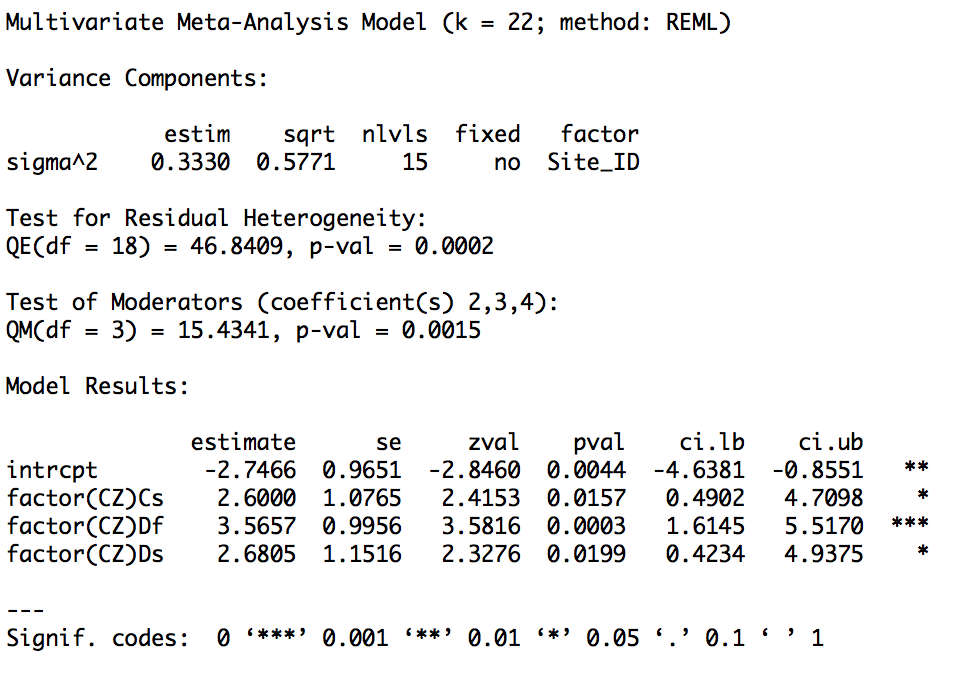 Multivariate Meta-Analysis Model (k = 22; method: REML)
Variance Components:
estim sqrt nlvls fixed factor
sigma^2 0.3330 0.5771 15 no Site_ID
Test for Residual Heterogeneity:
QE(df = 18) = 46.8409, p-val = 0.0002
Test of Moderators (coefficient(s) 2,3,4):
QM(df = 3) = 15.4341, p-val = 0.0015
Model Results:
estimate se zval pval ci.lb ci.ub
intrcpt -2.7466 0.9651 -2.8460 0.0044 -4.6381 -0.8551 **
factor(CZ)Cs 2.6000 1.0765 2.4153 0.0157 0.4902 4.7098 *
factor(CZ)Df 3.5657 0.9956 3.5816 0.0003 1.6145 5.5170 ***
factor(CZ)Ds 2.6805 1.1516 2.3276 0.0199 0.4234 4.9375 *
---
Signif. codes: 0 ‘***’ 0.001 ‘**’ 0.01 ‘*’ 0.05 ‘.’ 0.1 ‘ ’ 1